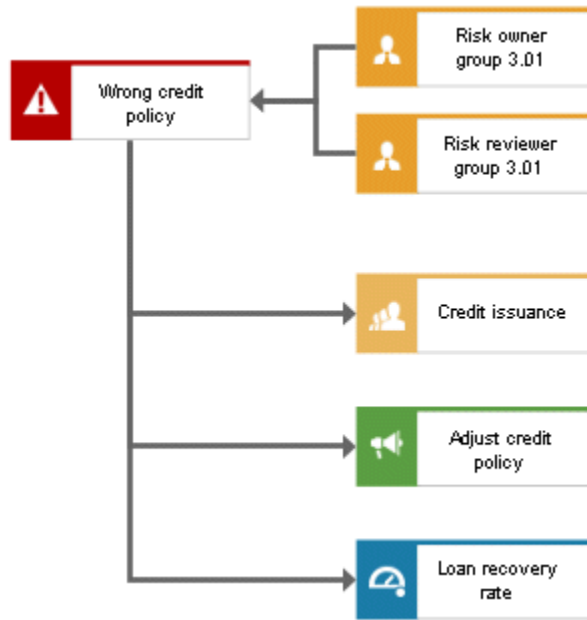 Risk owner
group 3.01
Wrong credit
policy
Risk reviewer
group 3.01
Credit issuance
Adjust credit
policy
Loan recovery
rate